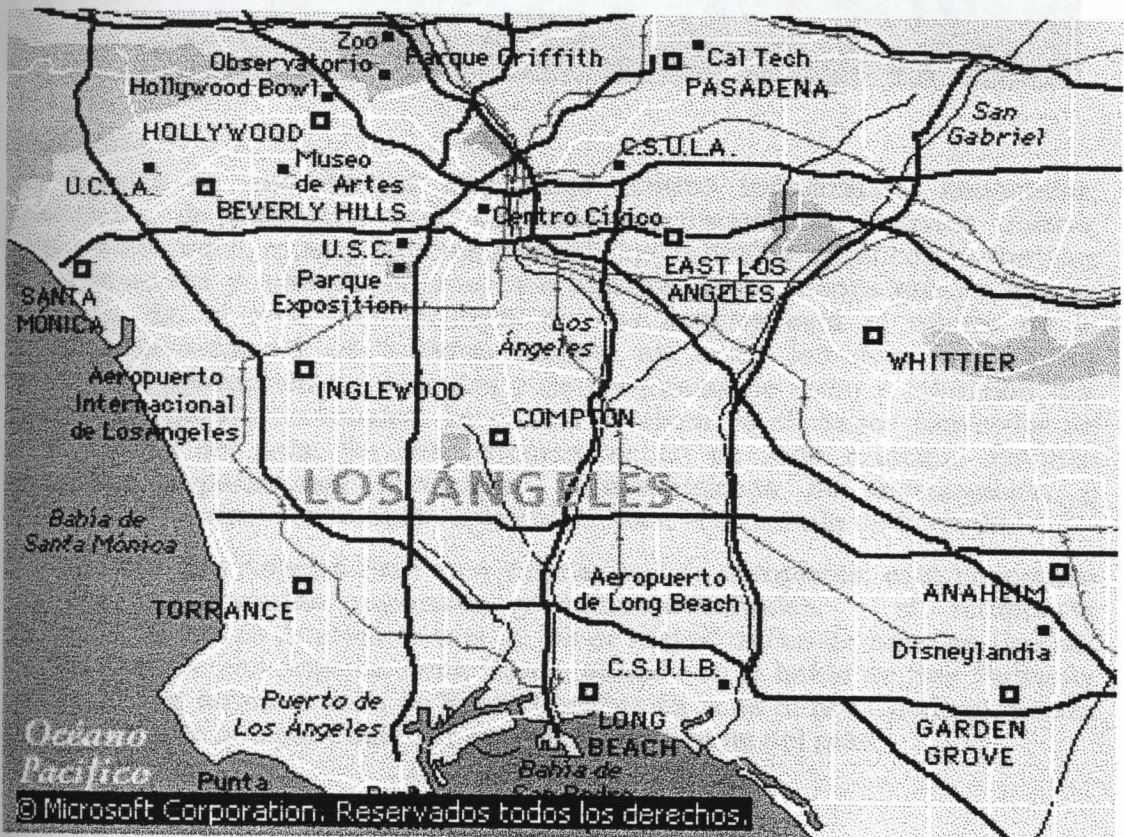 Zoo
Observatorio
Parque Griffith
Hollywood Bowl
HOLLYWOOD
Cal Tech
PASADENA
San
Gabriel
C.S.U.L.A.
Museo
de Artes
U.C.L.A.
BEVERLY HILLS
Centro Cívico
U.S.C.
Parque
Exposition
EAST LOS
ANGELES
SANTA
MÓNICA
Los
Ángeles
WHITTIER
Aeropuerto
Internacional
de Los Angeles
INGLEWOOD
COMPTON
LOS ÁNGELES
Bahía de
Santa Mónica
TORRANCE
Aeropuerto
de Long Beach
ANAHEIM
Disneylandia
C.S.U.L.B.
Puerto de
Los Angeles
LONG
BEACH
GARDEN
GROVE
Océano
Pacífico
Punta
Bahía de
© Microsoft Corporation. Reservados todos los derechos.